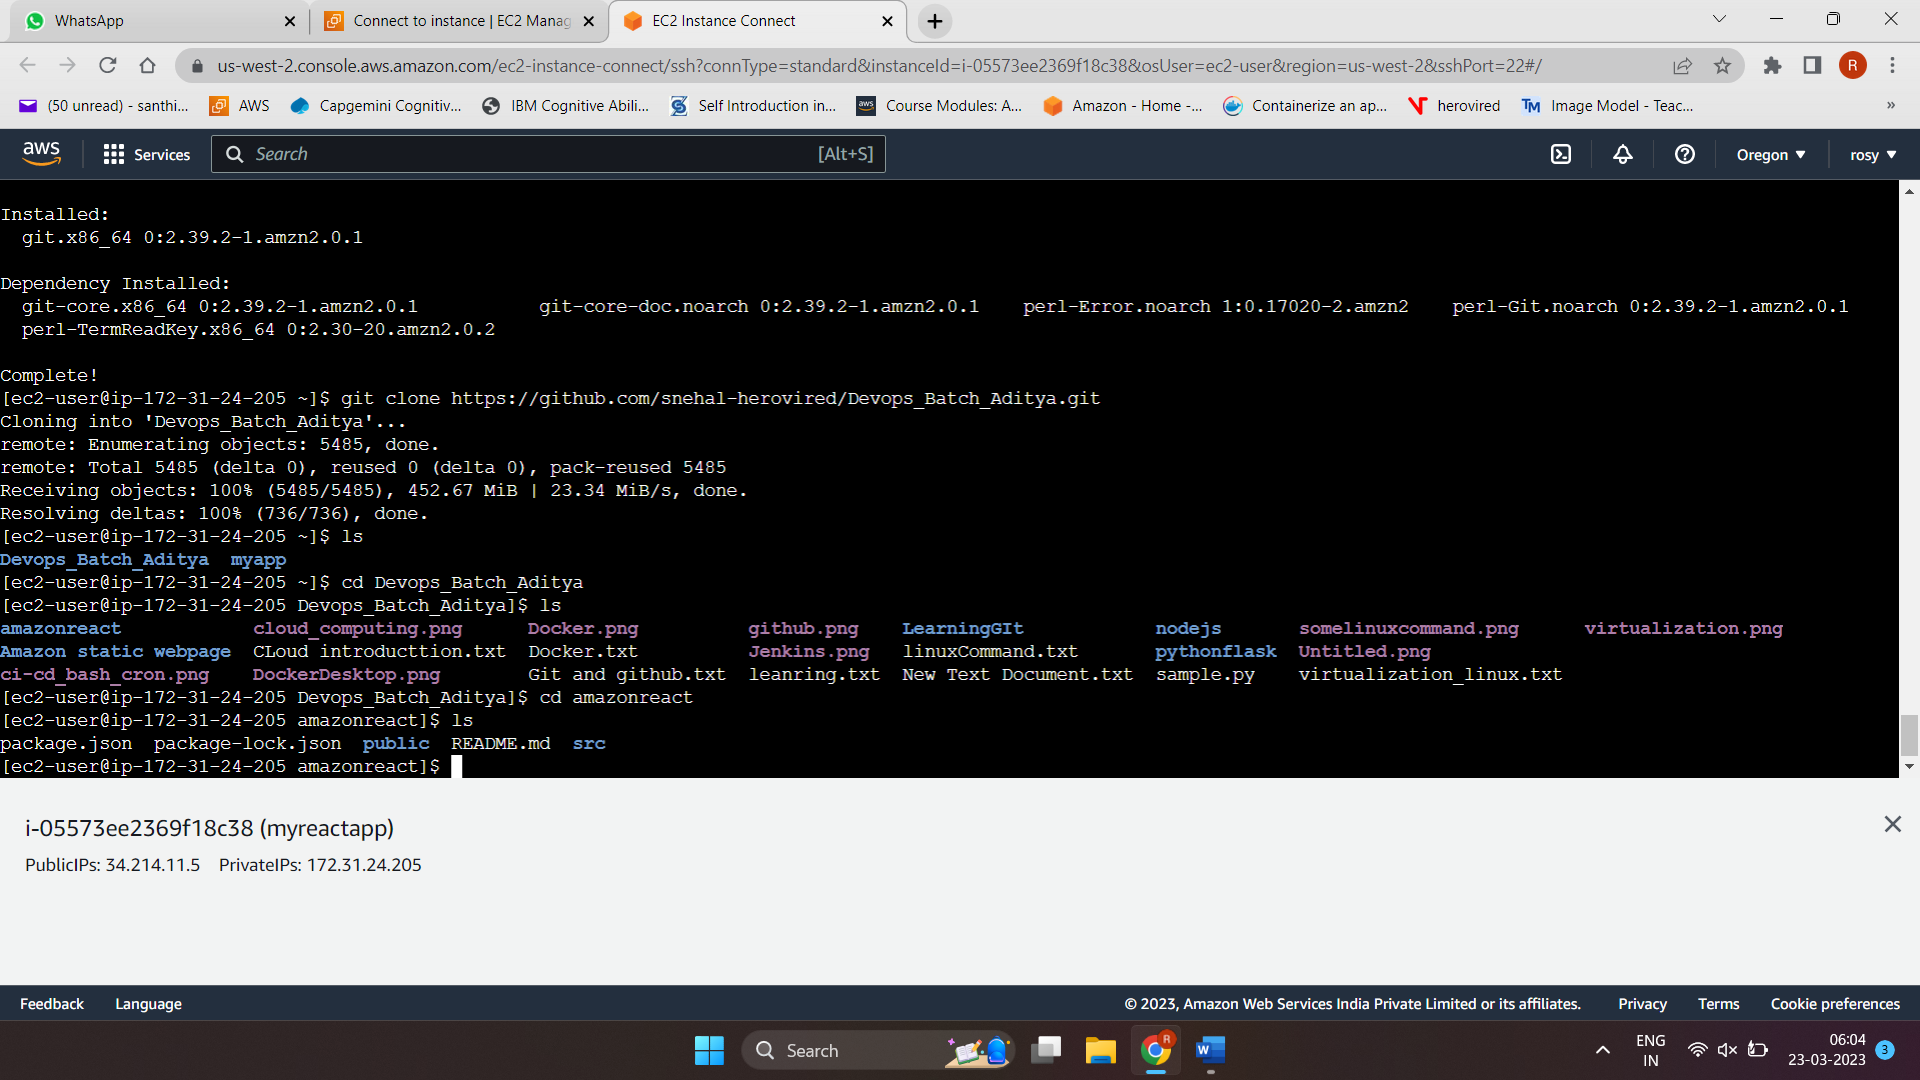 WhatsApp
Connect to instance | EC2 Manag
EC2 Instance Connect
us-west-2.console.aws.amazon.com/ec2-instance-connect/ssh?connType=standard&instanceId=i-05573ee2369f18c38&osUser=ec2-user&region=us-west-2&sshPort=22#/
R
(50 unread) - santhi... AWS Capgemini Cognitiv... IBM Cognitive Abili... Self Introduction in... aws Course Modules: A... Amazon - Home -... Containerize an ap... herovired TM Image Model - Teac... »
aws Services Search [Alt+S] Oregon ▼ rosy ▼
Installed:
  git.x86_64 0:2.39.2-1.amzn2.0.1
Dependency Installed:
  git-core.x86_64 0:2.39.2-1.amzn2.0.1           git-core-doc.noarch 0:2.39.2-1.amzn2.0.1    perl-Error.noarch 1:0.17020-2.amzn2    perl-Git.noarch 0:2.39.2-1.amzn2.0.1
  perl-TermReadKey.x86_64 0:2.30-20.amzn2.0.2
Complete!
[ec2-user@ip-172-31-24-205 ~]$ git clone https://github.com/snehal-herovired/Devops_Batch_Aditya.git
Cloning into 'Devops_Batch_Aditya'...
remote: Enumerating objects: 5485, done.
remote: Total 5485 (delta 0), reused 0 (delta 0), pack-reused 5485
Receiving objects: 100% (5485/5485), 452.67 MiB | 23.34 MiB/s, done.
Resolving deltas: 100% (736/736), done.
[ec2-user@ip-172-31-24-205 ~]$ ls
Devops_Batch_Aditya  myapp
[ec2-user@ip-172-31-24-205 ~]$ cd Devops_Batch_Aditya
[ec2-user@ip-172-31-24-205 Devops_Batch_Aditya]$ ls
amazonreact            cloud_computing.png      Docker.png          github.png    LearningGIt            nodejs       somelinuxcommand.png      virtualization.png
Amazon static webpage  CLoud introducttion.txt  Docker.txt          Jenkins.png   linuxCommand.txt       pythonflask  Untitled.png
ci-cd_bash_cron.png    DockerDesktop.png        Git and github.txt  leanring.txt  New Text Document.txt  sample.py    virtualization_linux.txt
[ec2-user@ip-172-31-24-205 Devops_Batch_Aditya]$ cd amazonreact
[ec2-user@ip-172-31-24-205 amazonreact]$ ls
package.json  package-lock.json  public  README.md  src
[ec2-user@ip-172-31-24-205 amazonreact]$
i-05573ee2369f18c38 (myreactapp)
PublicIPs: 34.214.11.5 PrivateIPs: 172.31.24.205
Feedback Language © 2023, Amazon Web Services India Private Limited or its affiliates. Privacy Terms Cookie preferences
Search R W ENG IN 06:04 23-03-2023 3